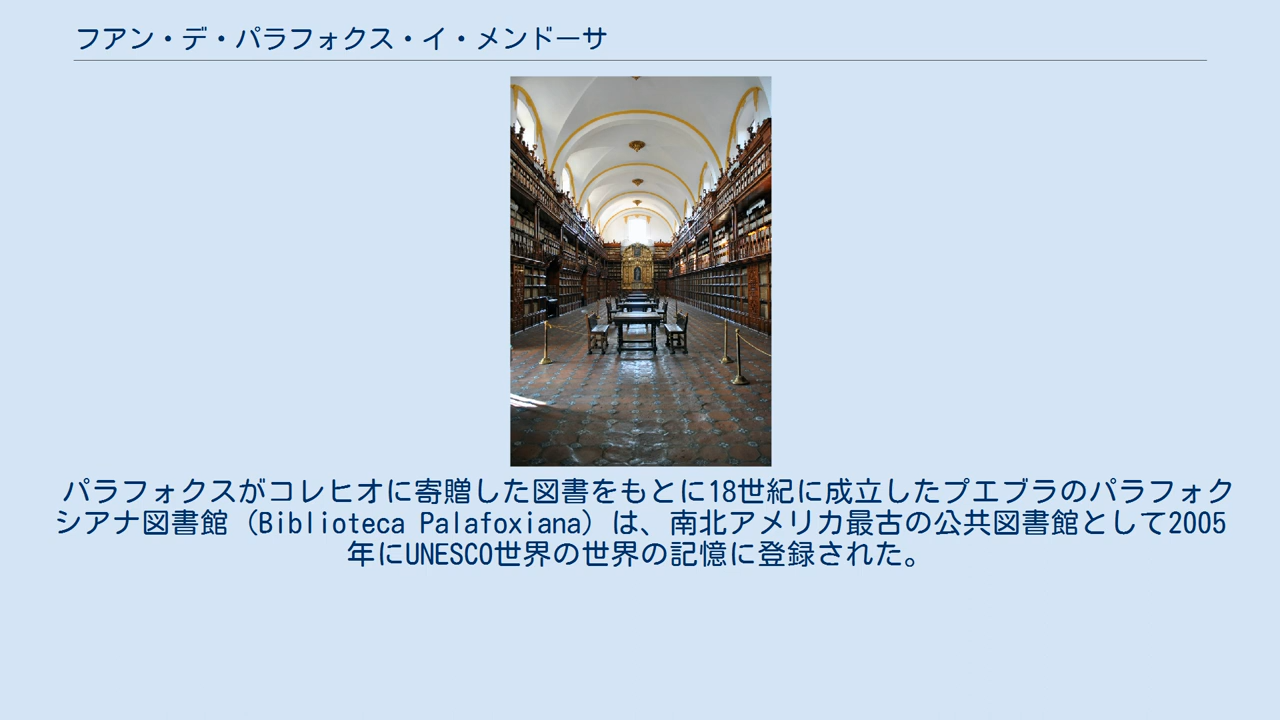 フアン・デ・パラフォクス・イ・メンドーサ
パラフォクスがコレヒオに寄贈した図書をもとに18世紀に成立したプエブラのパラフォク
シアナ図書館（Biblioteca Palafoxiana）は、南北アメリカ最古の公共図書館として2005
年にUNESCO世界の世界の記憶に登録された。